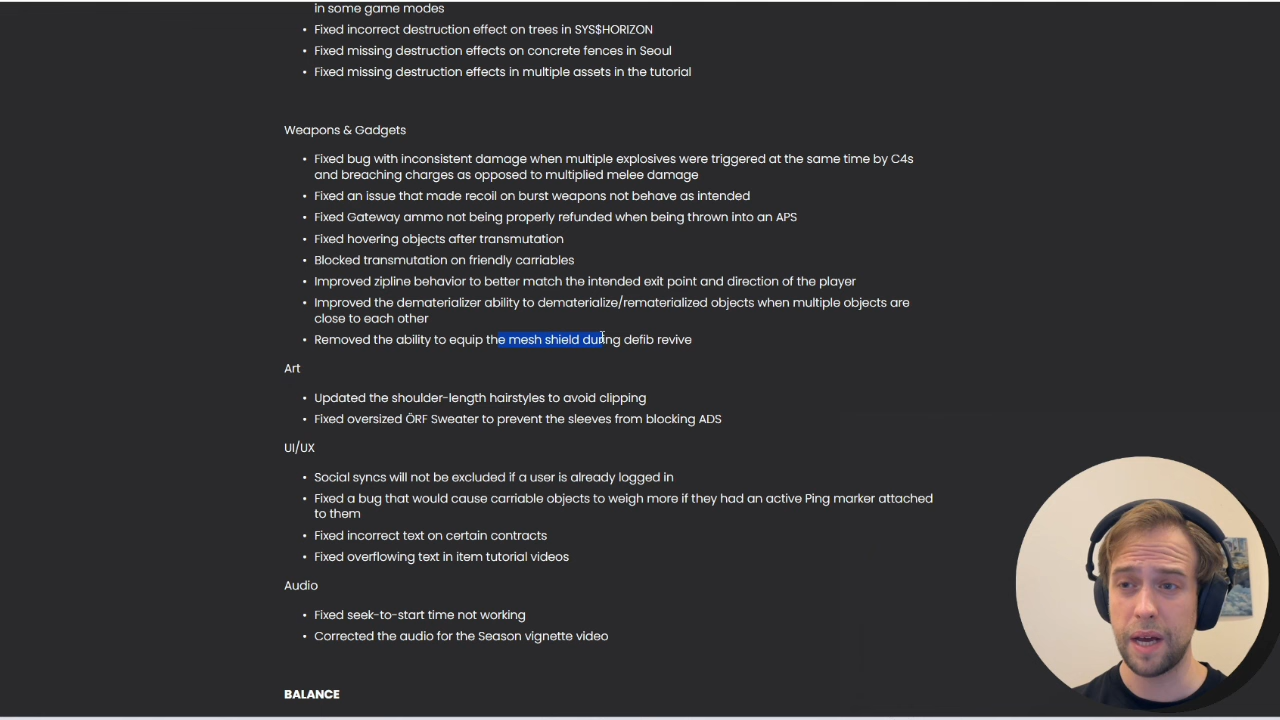 in some game modes
• Fixed incorrect destruction effect on trees in SYS$HORIZON
• Fixed missing destruction effects on concrete fences in Seoul
• Fixed missing destruction effects in multiple assets in the tutorial
Weapons & Gadgets
• Fixed bug with inconsistent damage when multiple explosives were triggered at the same time by C4s
and breaching charges as opposed to multiplied melee damage
• Fixed an issue that made recoil on burst weapons not behave as intended
• Fixed Gateway ammo not being properly refunded when being thrown into an APS
• Fixed hovering objects after transmutation
• Blocked transmutation on friendly carriables
• Improved zipline behavior to better match the intended exit point and direction of the player
• Improved the dematerializer ability to dematerialize/rematerialized objects when multiple objects are
close to each other
• Removed the ability to equip the mesh shield during defib revive
Art
• Updated the shoulder-length hairstyles to avoid clipping
• Fixed oversized ÖRF Sweater to prevent the sleeves from blocking ADS
UI/UX
• Social syncs will not be excluded if a user is already logged in
• Fixed a bug that would cause carriable objects to weigh more if they had an active Ping marker attached
to them
• Fixed incorrect text on certain contracts
• Fixed overflowing text in item tutorial videos
Audio
• Fixed seek-to-start time not working
• Corrected the audio for the Season vignette video
BALANCE